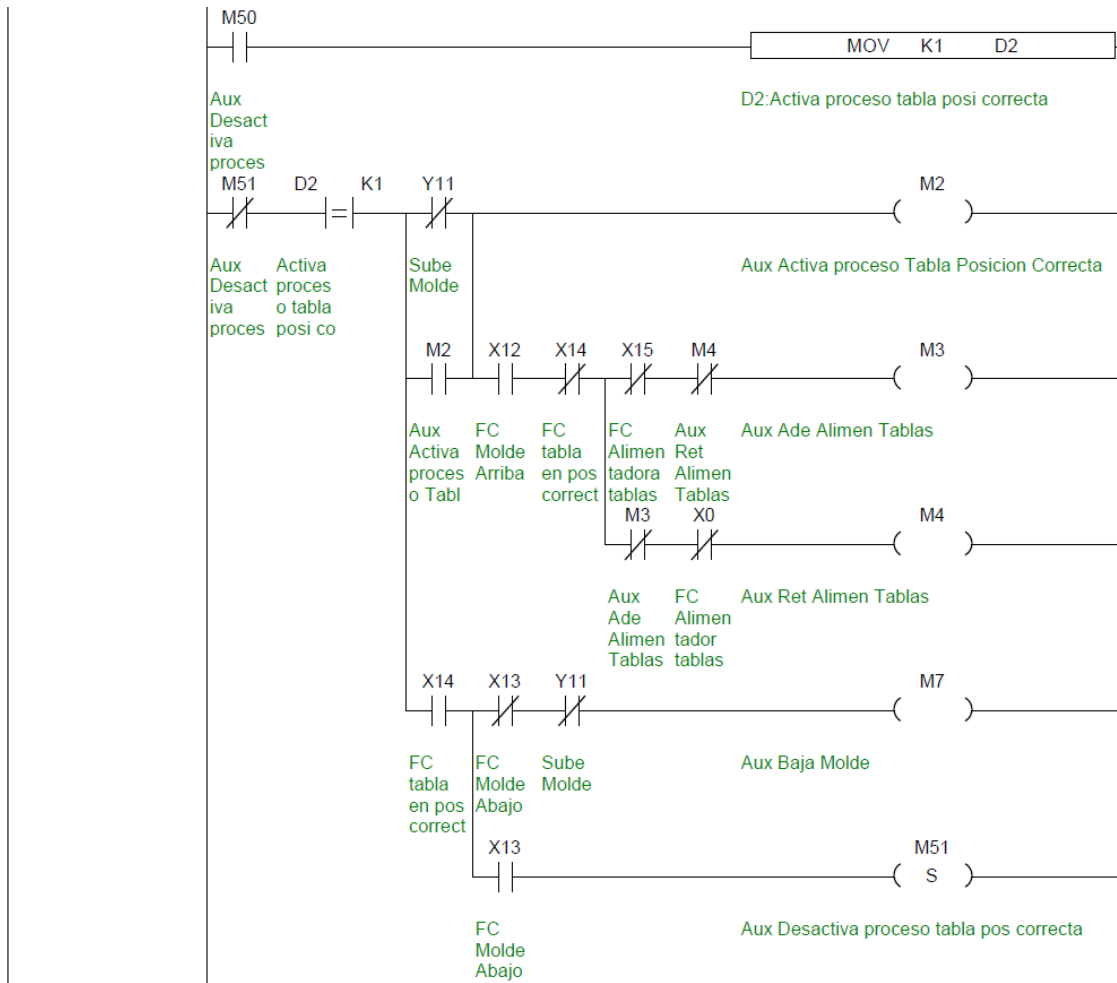 M50
MOV K1 D2
Aux
Desact
iva
proces
D2:Activa proceso tabla posi correcta
M51 D2 K1 Y11 M2
=
Aux
Desact
iva
proces
Activa
proces
o tabla
posi co
Sube
Molde
Aux Activa proceso Tabla Posicion Correcta
M2 X12 X14 X15 M4 M3
Aux
Activa
proces
o Tabl
FC
Molde
Arriba
FC
tabla
en pos
correct
FC
Alimen
tadora
tablas
Aux
Ret
Alimen
Tablas
Aux Ade Alimen Tablas
M3 X0 M4
Aux
Ade
Alimen
Tablas
FC
Alimen
tador
tablas
Aux Ret Alimen Tablas
X14 X13 Y11 M7
FC
tabla
en pos
correct
FC
Molde
Abajo
Sube
Molde
Aux Baja Molde
X13 M51
S
FC
Molde
Abajo
Aux Desactiva proceso tabla pos correcta